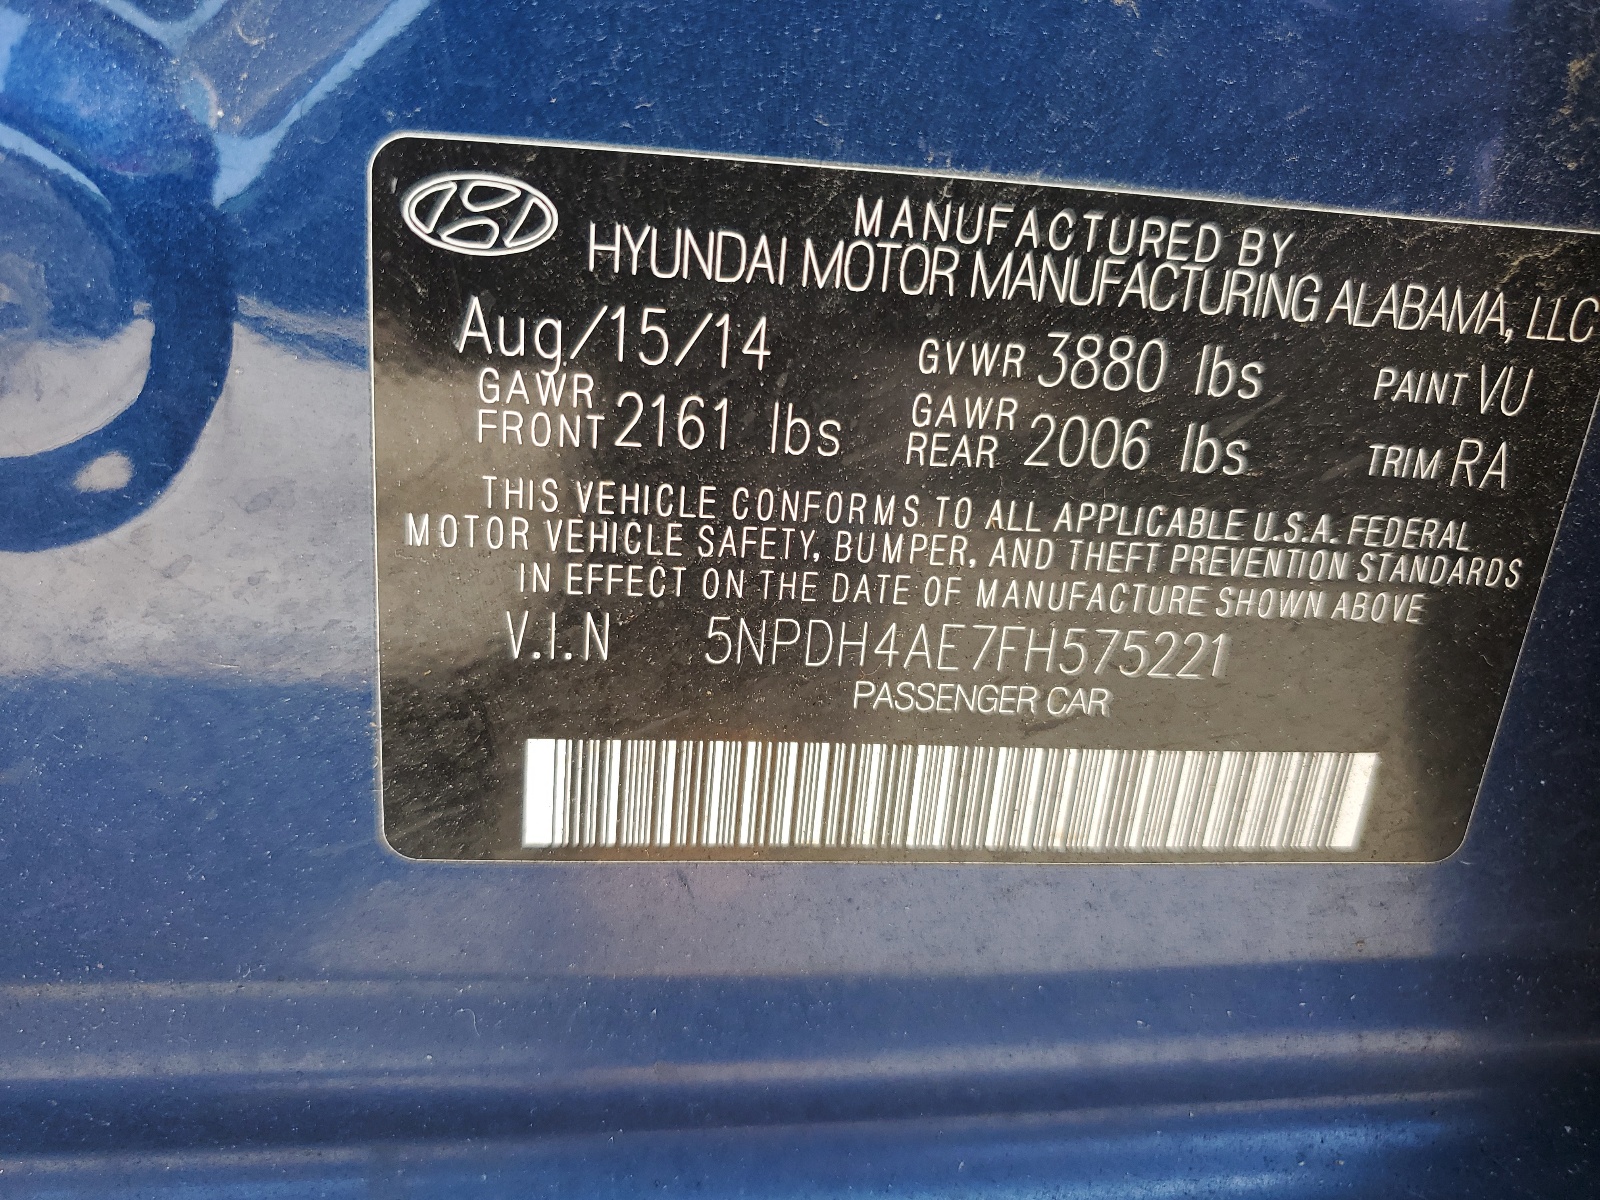 MANUFACTURED BY
HYUNDAI MOTOR MANUFACTURING ALABAMA, LLC
Aug/15/14 GVWR 3880 lbs PAINT VU
GAWR FRONT 2161 lbs GAWR REAR 2006 lbs TRIM RA
THIS VEHICLE CONFORMS TO ALL APPLICABLE U.S.A. FEDERAL
MOTOR VEHICLE SAFETY, BUMPER, AND THEFT PREVENTION STANDARDS
IN EFFECT ON THE DATE OF MANUFACTURE SHOWN ABOVE
V.I.N 5NPDH4AE7FH575221
PASSENGER CAR